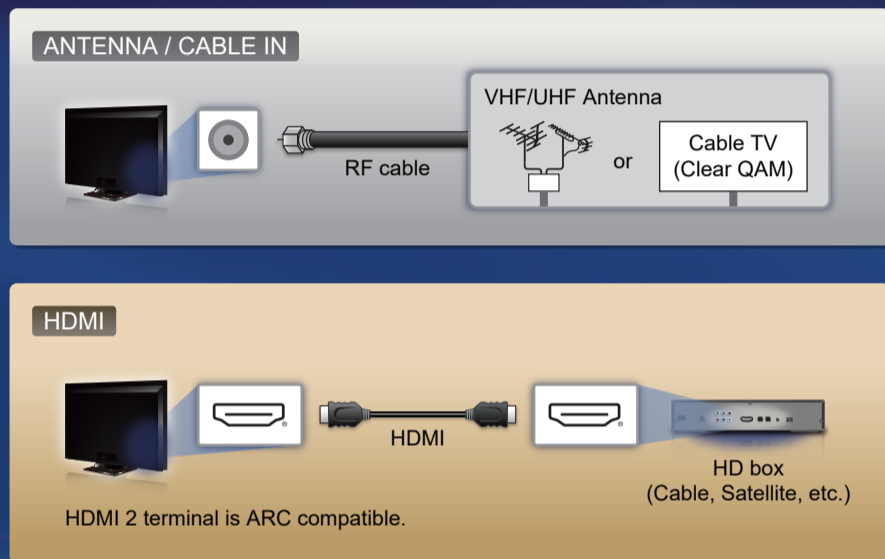 ANTENNA / CABLE IN
VHF/UHF Antenna
RF cable
or
Cable TV
(Clear QAM)
HDMI
HDMI
HD box
(Cable, Satellite, etc.)
HDMI 2 terminal is ARC compatible.